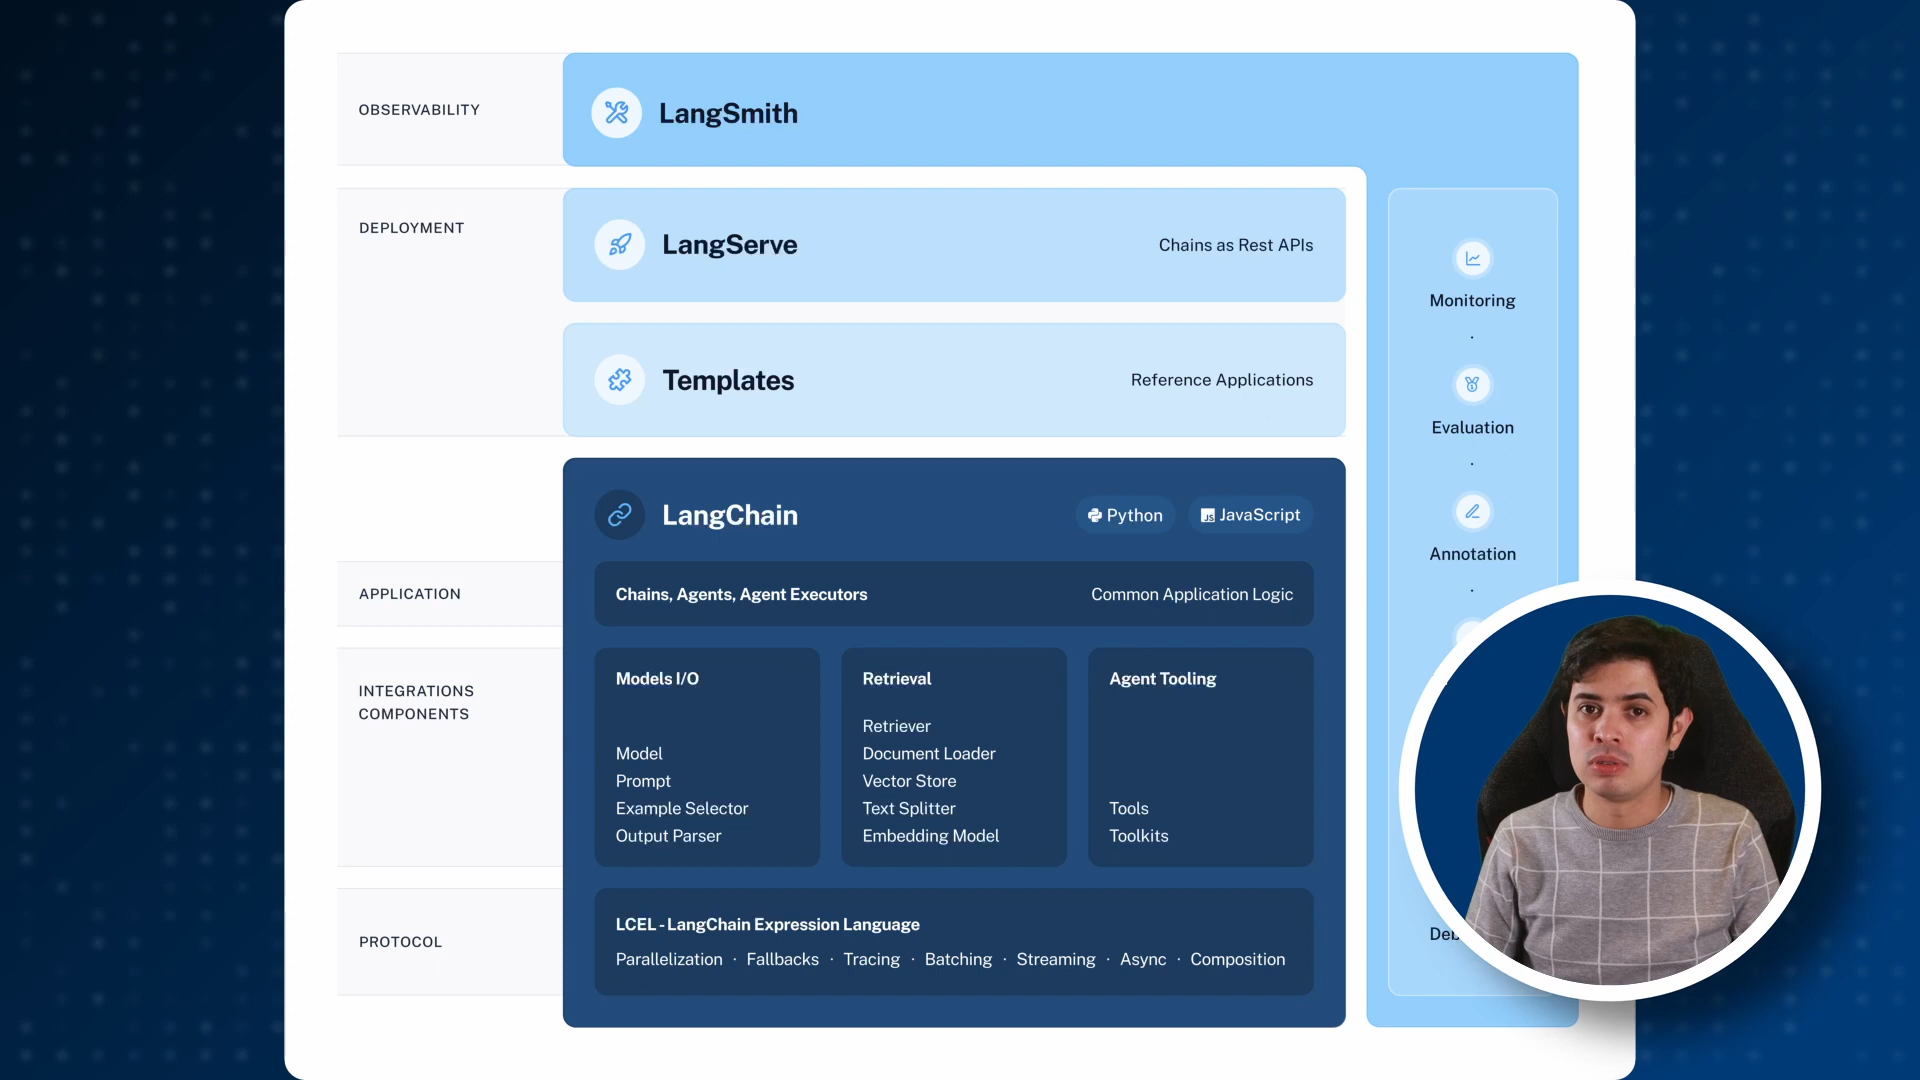 OBSERVABILITY
LangSmith
DEPLOYMENT
LangServe
Chains as Rest APIs
Templates
Reference Applications
LangChain
Python
JavaScript
APPLICATION
Chains, Agents, Agent Executors
Common Application Logic
INTEGRATIONS
COMPONENTS
Models I/O
Model
Prompt
Example Selector
Output Parser
Retrieval
Retriever
Document Loader
Vector Store
Text Splitter
Embedding Model
Agent Tooling
Tools
Toolkits
PROTOCOL
LCEL - LangChain Expression Language
Parallelization · Fallbacks · Tracing · Batching · Streaming · Async · Composition
Monitoring
·
Evaluation
·
Annotation
·